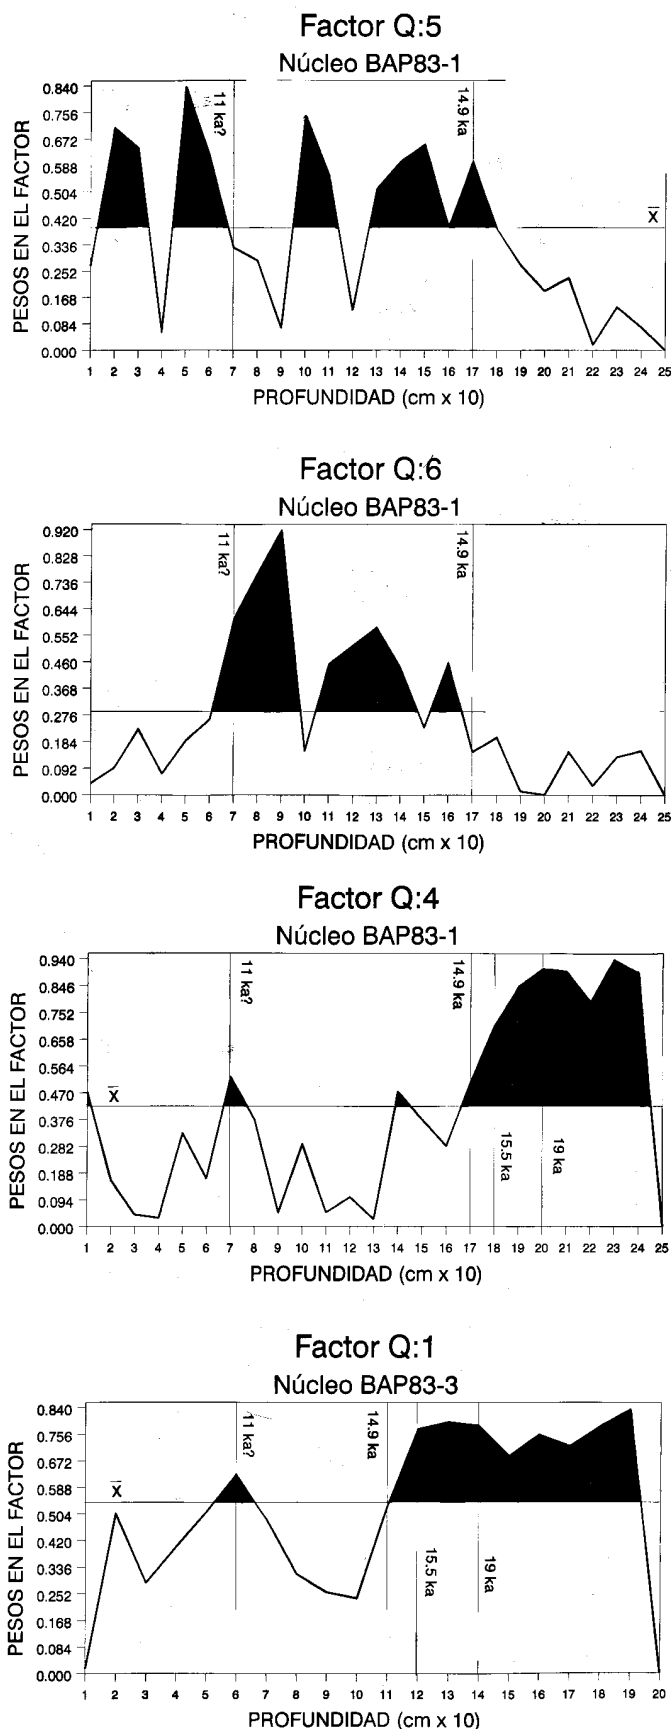 Factor Q:5
Núcleo BAP83-1
PESOS EN EL FACTOR
0.840
0.756
0.672
0.588
0.504
0.420
0.336
0.252
0.168
0.084
0.000
11 ka?
14.9 ka
X̅
1 2 3 4 5 6 7 8 9 10 11 12 13 14 15 16 17 18 19 20 21 22 23 24 25
PROFUNDIDAD (cm x 10)
Factor Q:6
Núcleo BAP83-1
PESOS EN EL FACTOR
0.920
0.828
0.736
0.644
0.552
0.460
0.368
0.276
0.184
0.092
0.000
11 ka?
14.9 ka
1 2 3 4 5 6 7 8 9 10 11 12 13 14 15 16 17 18 19 20 21 22 23 24 25
PROFUNDIDAD (cm x 10)
Factor Q:4
Núcleo BAP83-1
PESOS EN EL FACTOR
0.940
0.846
0.752
0.658
0.564
0.470
0.376
0.282
0.188
0.094
0.000
X̅
11 ka?
14.9 ka
15.5 ka
19 ka
1 2 3 4 5 6 7 8 9 10 11 12 13 14 15 16 17 18 19 20 21 22 23 24 25
PROFUNDIDAD (cm x 10)
Factor Q:1
Núcleo BAP83-3
PESOS EN EL FACTOR
0.840
0.756
0.672
0.588
0.504
0.420
0.336
0.252
0.168
0.084
0.000
X̅
11 ka?
14.9 ka
15.5 ka
19 ka
1 2 3 4 5 6 7 8 9 10 11 12 13 14 15 16 17 18 19 20
PROFUNDIDAD (cm x 10)